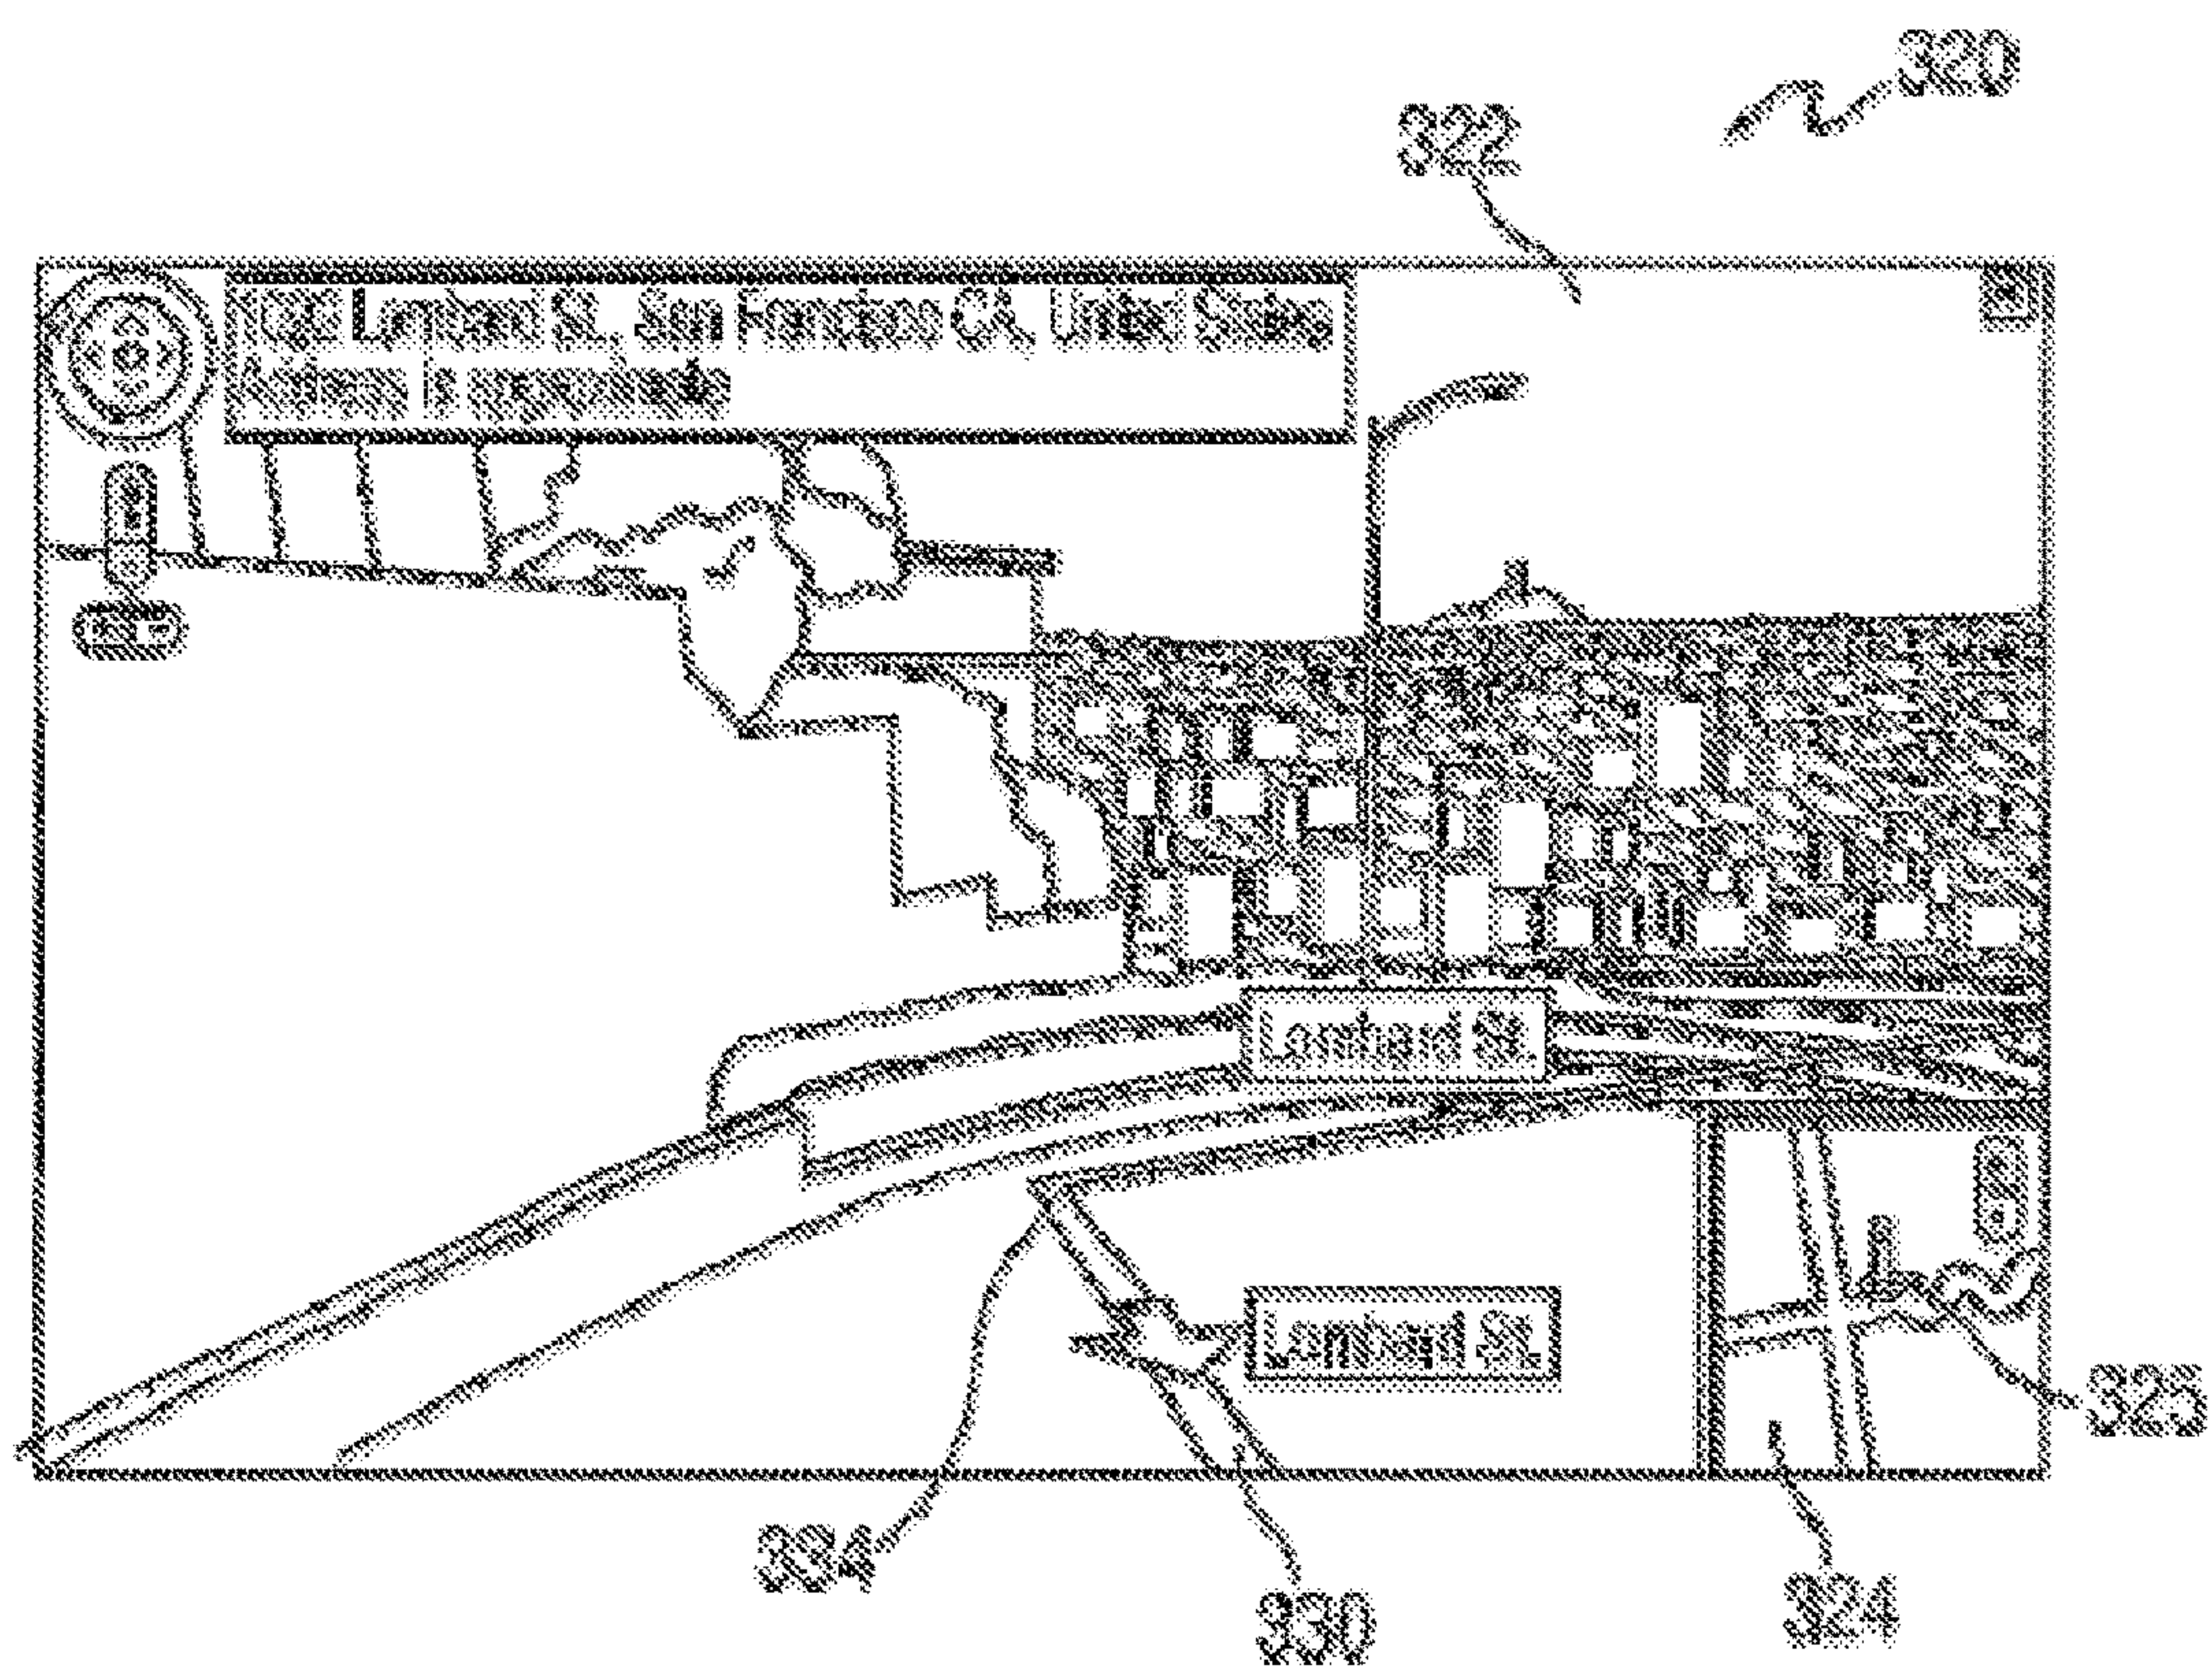 320
322
Lombard St, San Francisco CA, United States
Address is approximate
Lombard St.
Lombard St.
325
334
330
324